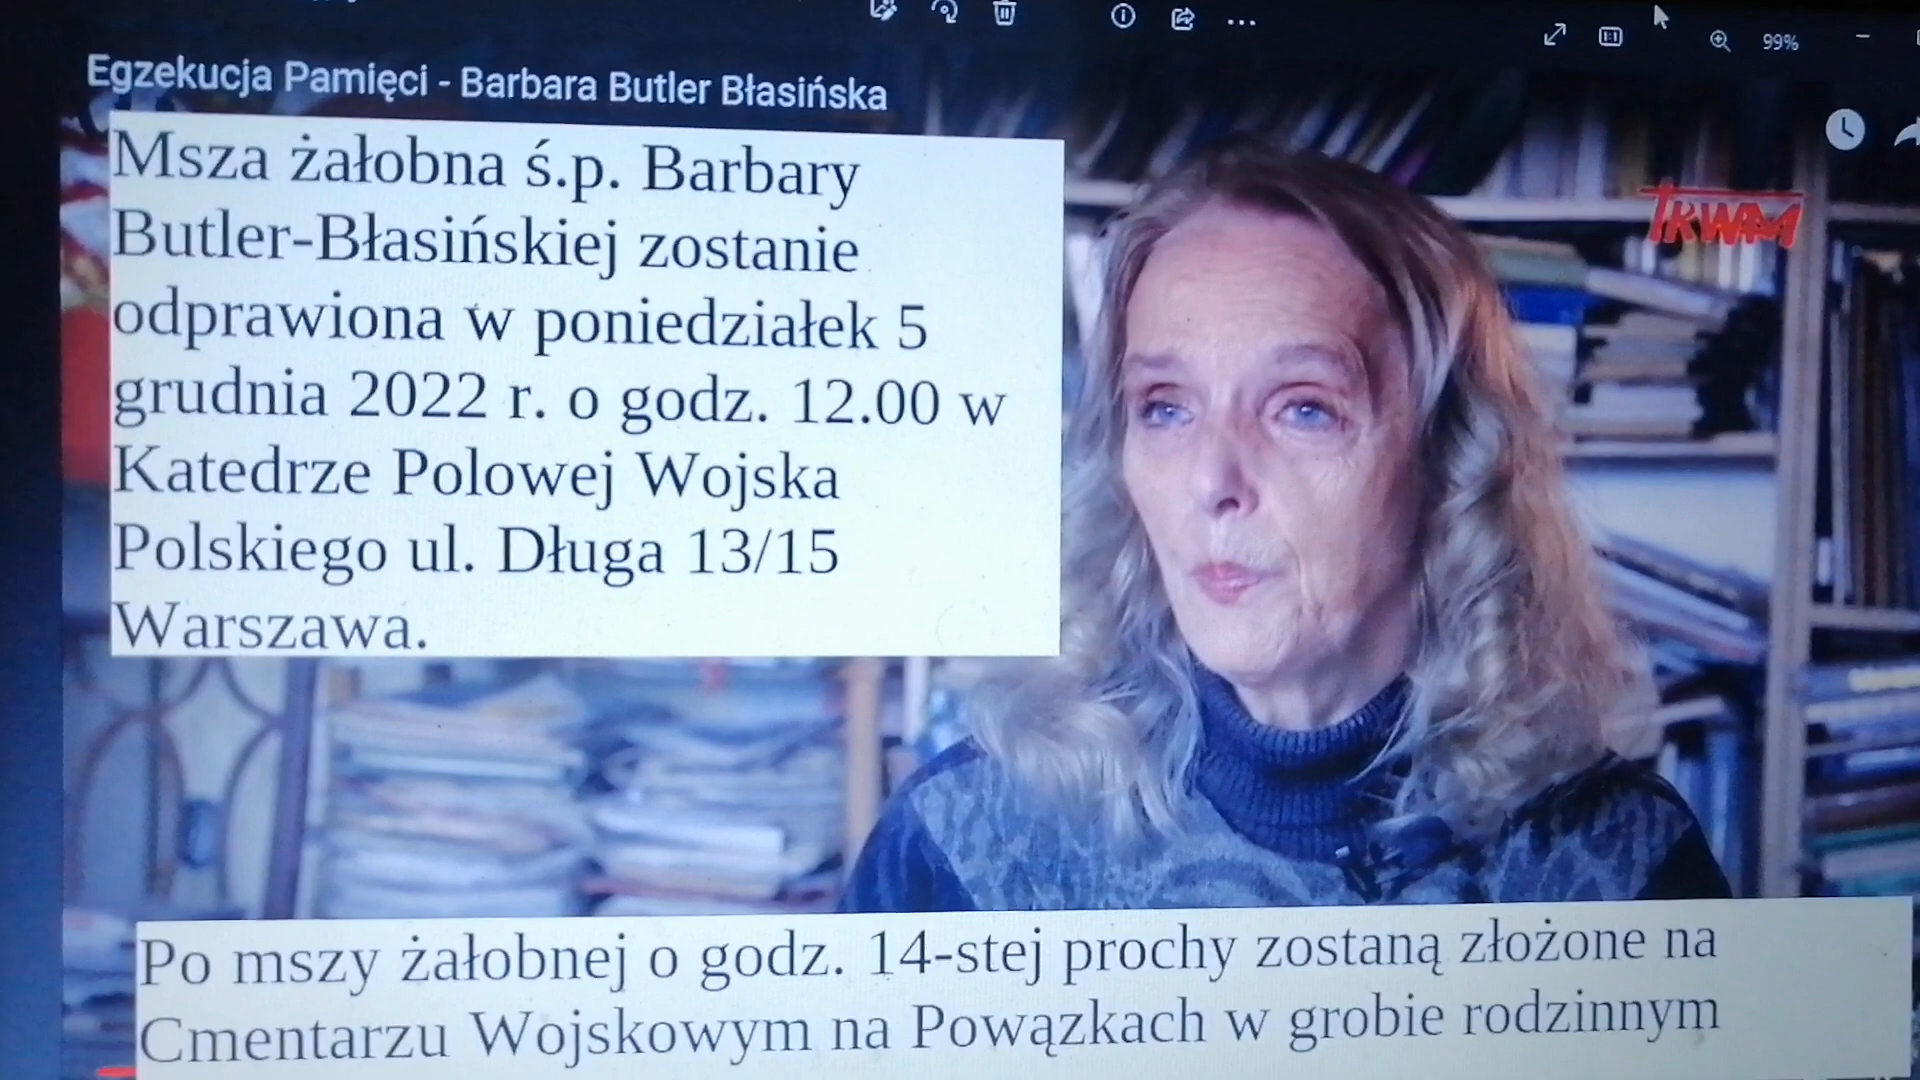 99%
Egzekucja Pamięci - Barbara Butler Błasińska
Msza żałobna ś.p. Barbary
Butler-Błasińskiej zostanie
odprawiona w poniedziałek 5
grudnia 2022 r. o godz. 12.00 w
Katedrze Polowej Wojska
Polskiego ul. Długa 13/15
Warszawa.
TRWAM
Po mszy żałobnej o godz. 14-stej prochy zostaną złożone na
Cmentarzu Wojskowym na Powązkach w grobie rodzinnym